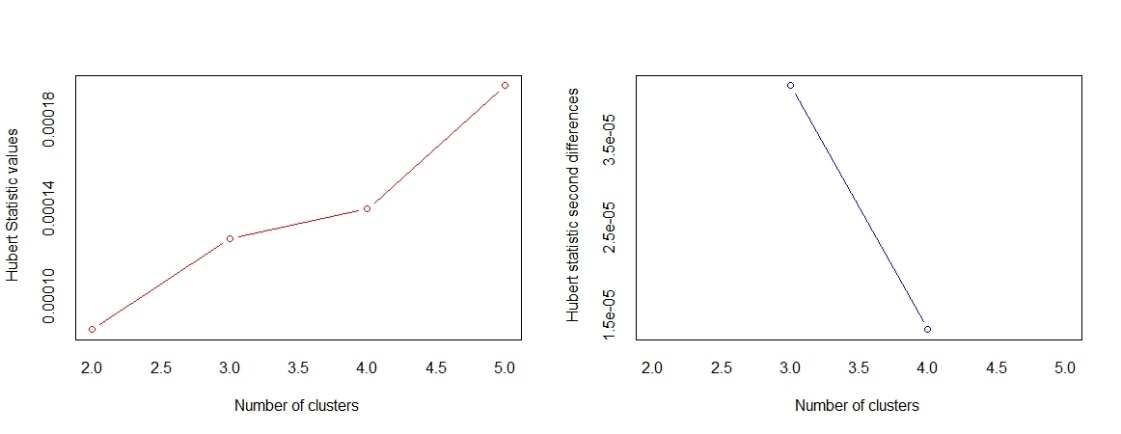 Hubert Statistic values
0.00018
0.00014
0.00010
2.0 2.5 3.0 3.5 4.0 4.5 5.0
Number of clusters
Hubert statistic second differences
3.5e-05
2.5e-05
1.5e-05
2.0 2.5 3.0 3.5 4.0 4.5 5.0
Number of clusters